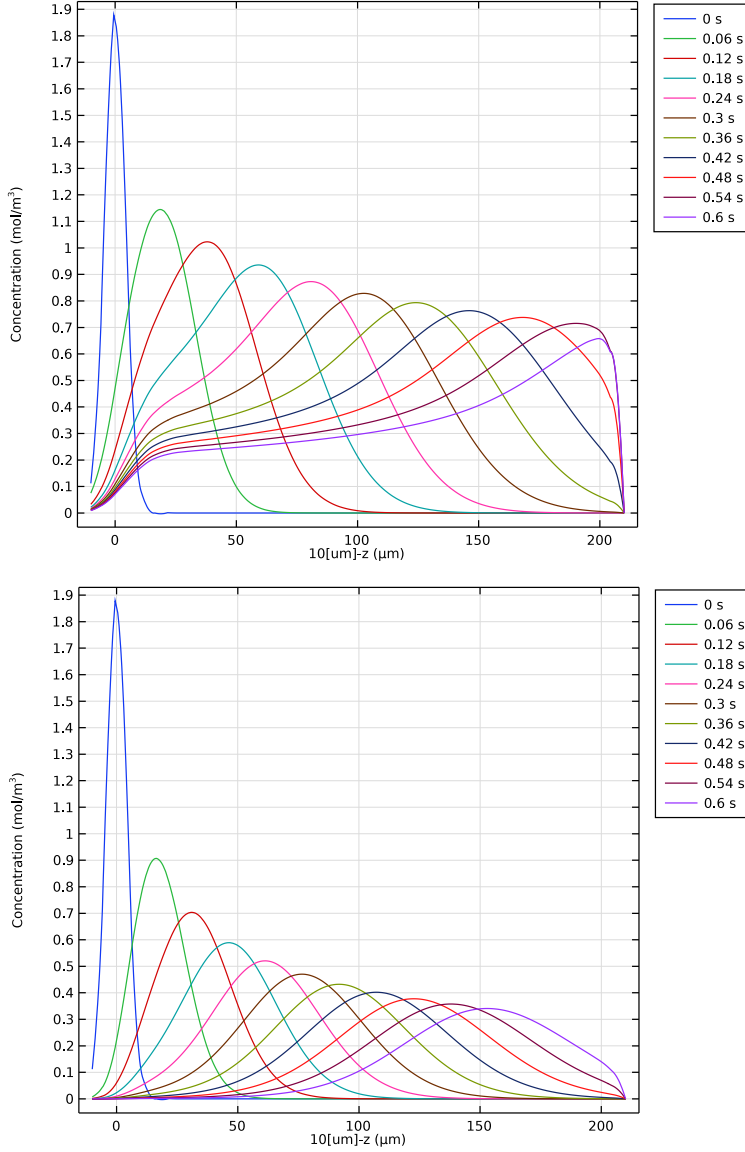 1.9
1.8
1.7
1.6
1.5
1.4
1.3
1.2
1.1
1
0.9
0.8
0.7
0.6
0.5
0.4
0.3
0.2
0.1
0
Concentration (mol/m³)
0 50 100 150 200
10[um]-z (µm)
0 s
0.06 s
0.12 s
0.18 s
0.24 s
0.3 s
0.36 s
0.42 s
0.48 s
0.54 s
0.6 s
1.9
1.8
1.7
1.6
1.5
1.4
1.3
1.2
1.1
1
0.9
0.8
0.7
0.6
0.5
0.4
0.3
0.2
0.1
0
Concentration (mol/m³)
0 50 100 150 200
10[um]-z (µm)
0 s
0.06 s
0.12 s
0.18 s
0.24 s
0.3 s
0.36 s
0.42 s
0.48 s
0.54 s
0.6 s